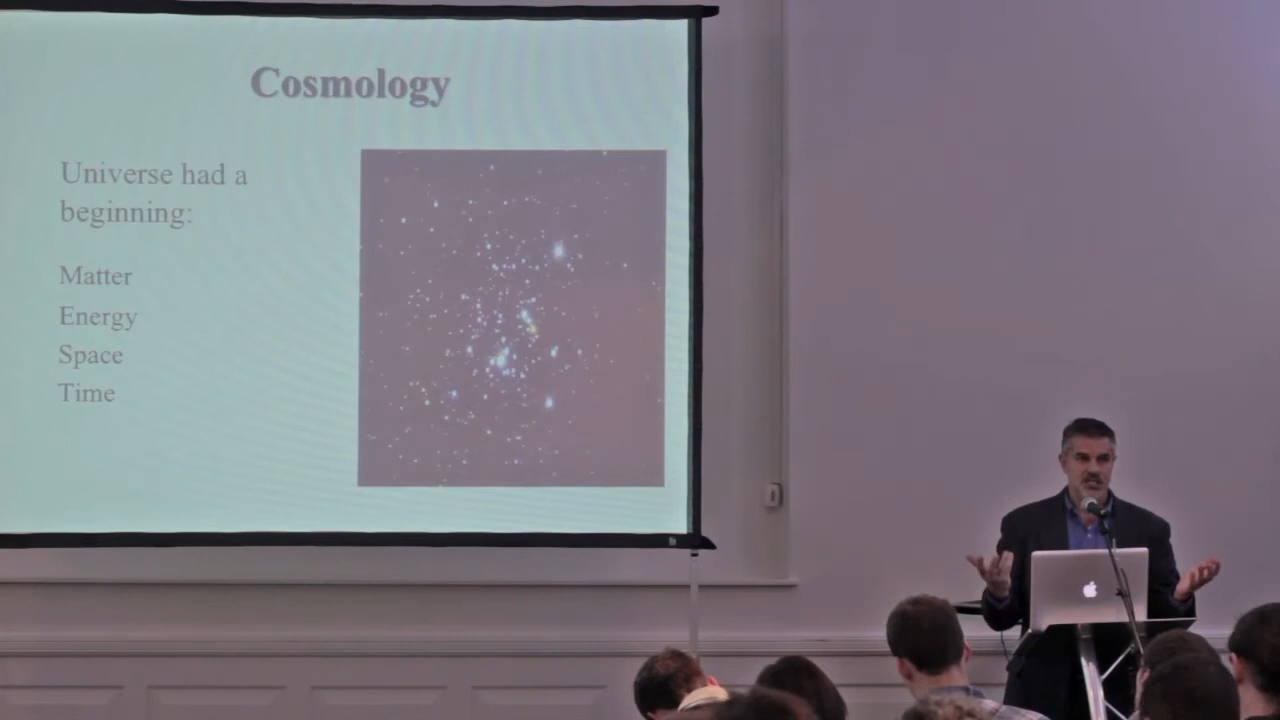 Cosmology
Universe had a
beginning:
Matter
Energy
Space
Time